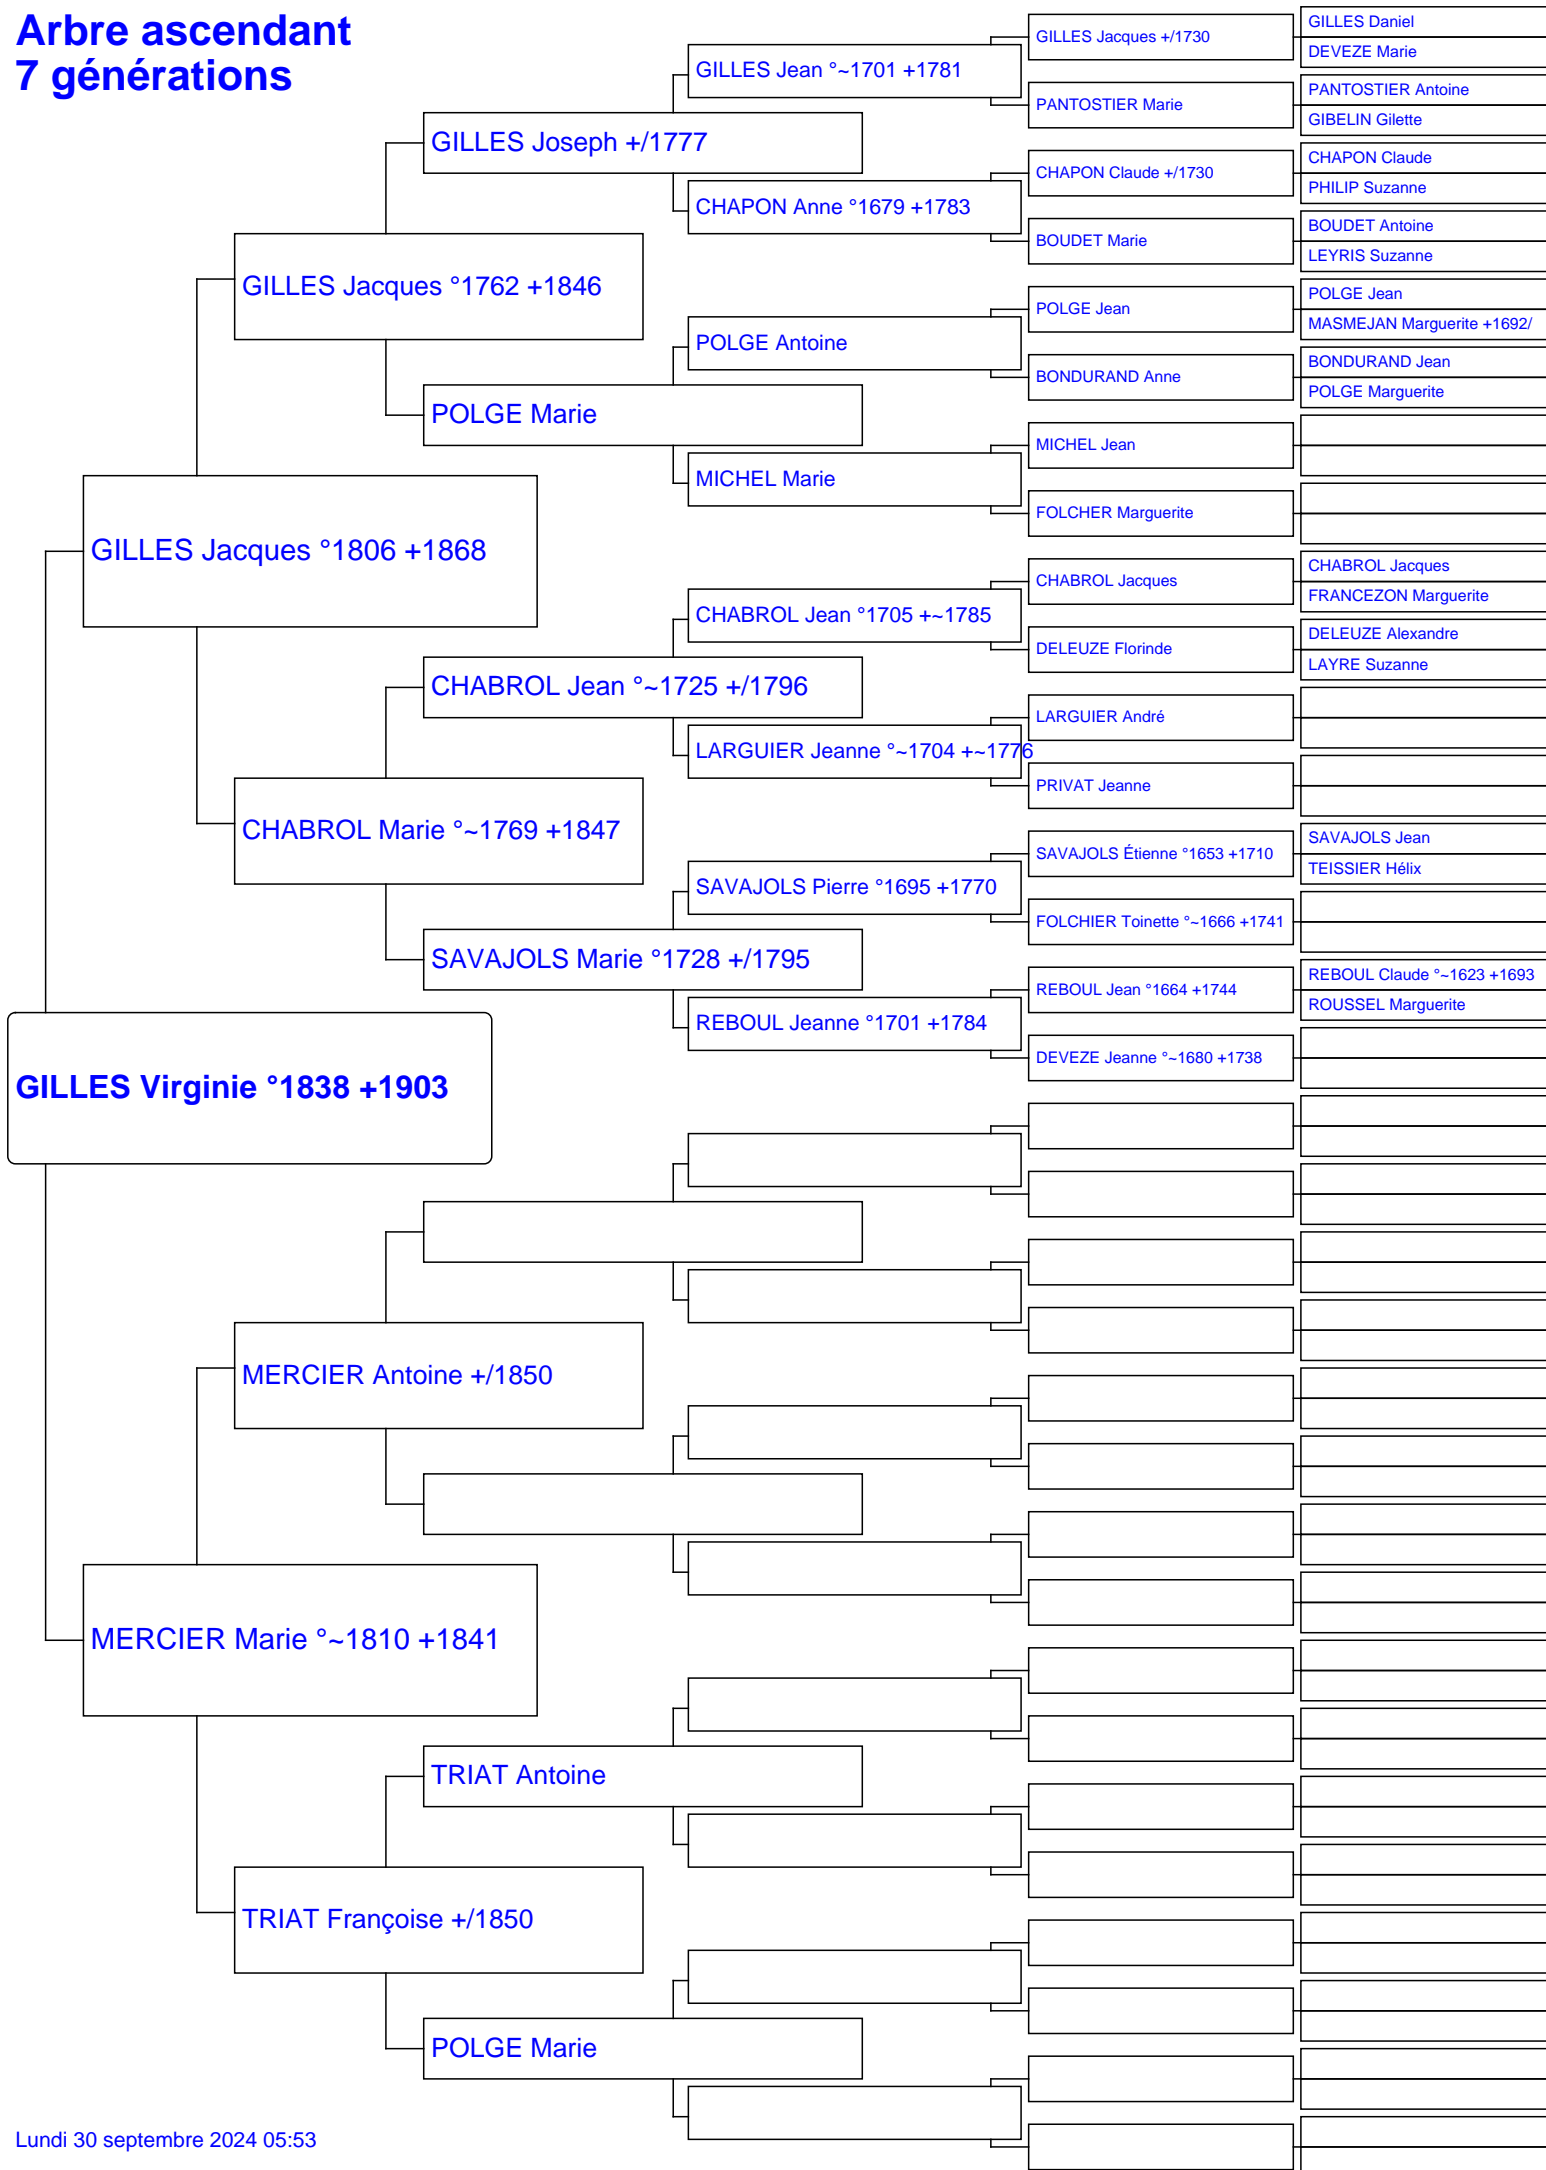 Arbre ascendant
7 générations
GILLES Virginie °1838 +1903
GILLES Jacques °1806 +1868
MERCIER Marie °~1810 +1841
GILLES Jacques °1762 +1846
CHABROL Marie °~1769 +1847
MERCIER Antoine +/1850
TRIAT Françoise +/1850
GILLES Joseph +/1777
POLGE Marie
CHABROL Jean °~1725 +/1796
SAVAJOLS Marie °1728 +/1795
TRIAT Antoine
POLGE Marie
GILLES Jean °~1701 +1781
CHAPON Anne °1679 +1783
POLGE Antoine
MICHEL Marie
CHABROL Jean °1705 +~1785
LARGUIER Jeanne °~1704 +~1776
SAVAJOLS Pierre °1695 +1770
REBOUL Jeanne °1701 +1784
GILLES Jacques +/1730
PANTOSTIER Marie
CHAPON Claude +/1730
BOUDET Marie
POLGE Jean
BONDURAND Anne
MICHEL Jean
FOLCHER Marguerite
CHABROL Jacques
DELEUZE Florinde
LARGUIER André
PRIVAT Jeanne
SAVAJOLS Étienne °1653 +1710
FOLCHIER Toinette °~1666 +1741
REBOUL Jean °1664 +1744
DEVEZE Jeanne °~1680 +1738
GILLES Daniel
DEVEZE Marie
PANTOSTIER Antoine
GIBELIN Gilette
CHAPON Claude
PHILIP Suzanne
BOUDET Antoine
LEYRIS Suzanne
POLGE Jean
MASMEJAN Marguerite +1692/
BONDURAND Jean
POLGE Marguerite
CHABROL Jacques
FRANCEZON Marguerite
DELEUZE Alexandre
LAYRE Suzanne
SAVAJOLS Jean
TEISSIER Hélix
REBOUL Claude °~1623 +1693
ROUSSEL Marguerite
Lundi 30 septembre 2024 05:53